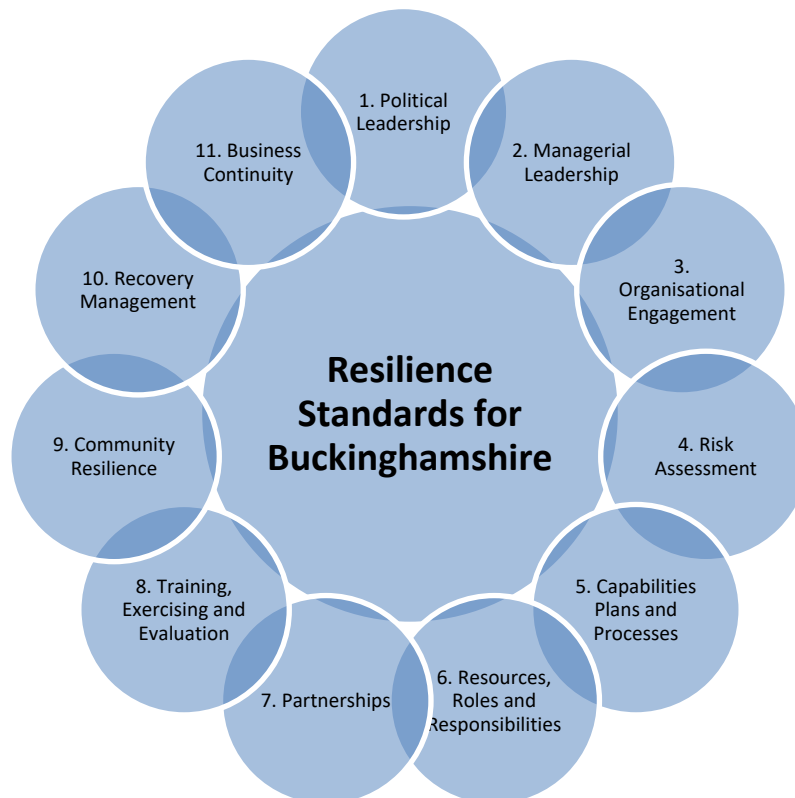 Resilience
Standards for
Buckinghamshire
1. Political
Leadership
2. Managerial
Leadership
3.
Organisational
Engagement
4. Risk
Assessment
5. Capabilities
Plans and
Processes
6. Resources,
Roles and
Responsibilities
7. Partnerships
8. Training,
Exercising and
Evaluation
9. Community
Resilience
10. Recovery
Management
11. Business
Continuity